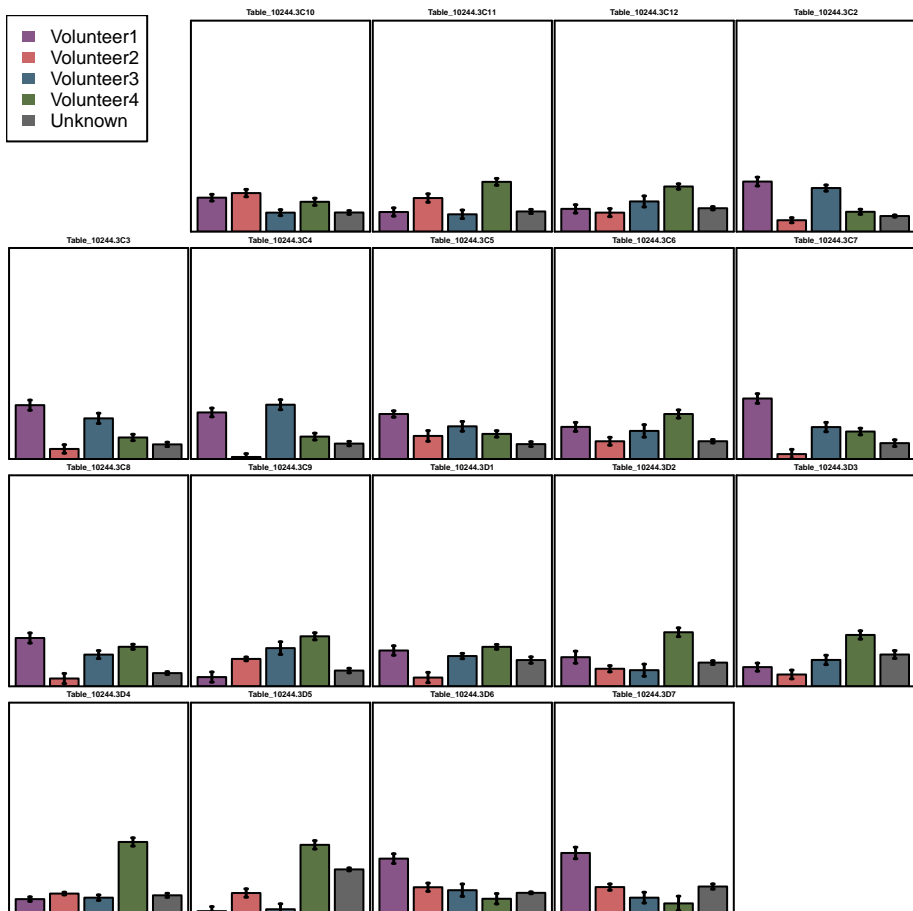 Volunteer1
Volunteer2
Volunteer3
Volunteer4
Unknown
Table_10244.3C10
Table_10244.3C11
Table_10244.3C12
Table_10244.3C2
Table_10244.3C3
Table_10244.3C4
Table_10244.3C5
Table_10244.3C6
Table_10244.3C7
Table_10244.3C8
Table_10244.3C9
Table_10244.3D1
Table_10244.3D2
Table_10244.3D3
Table_10244.3D4
Table_10244.3D5
Table_10244.3D6
Table_10244.3D7